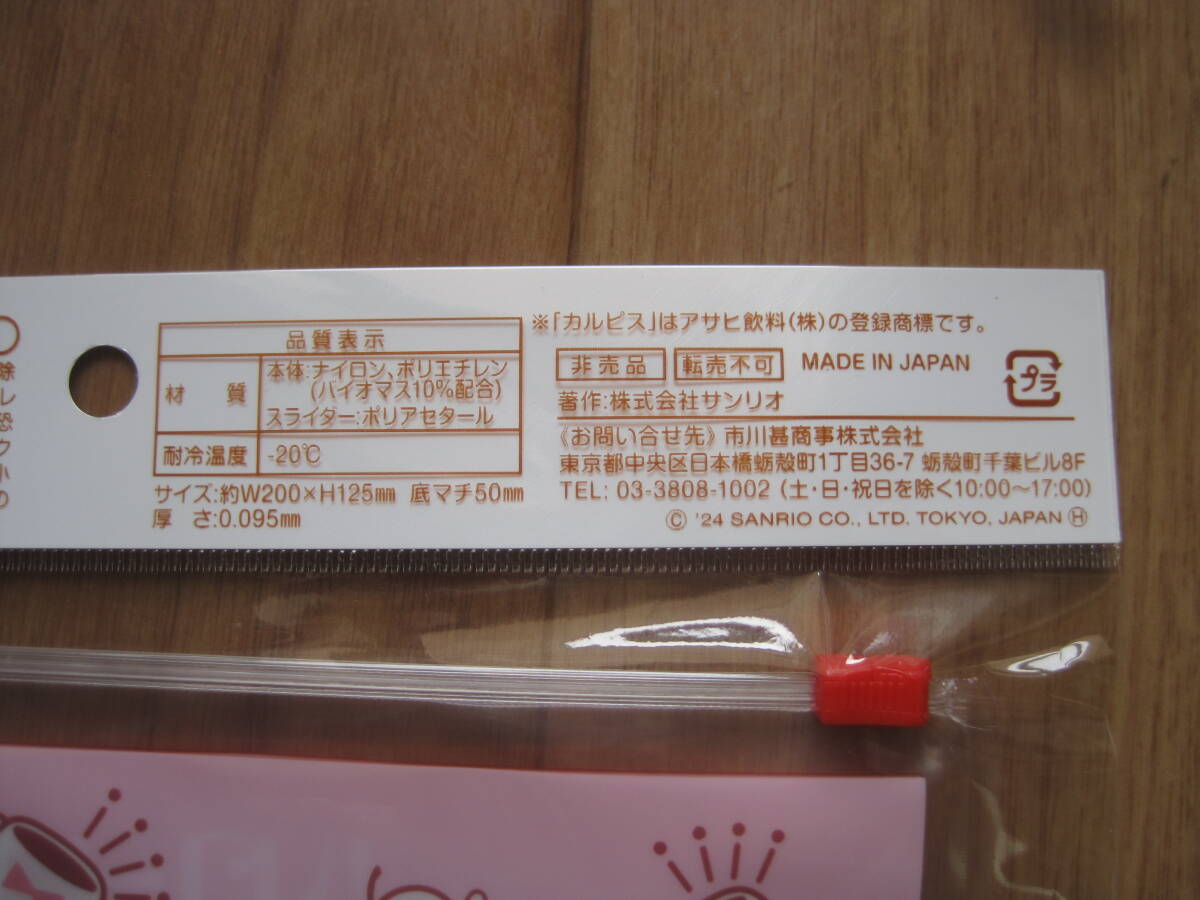 除
レ
恐
ク
小
の
品質表示
材 質
本体:ナイロン、ポリエチレン
(バイオマス10%配合)
スライダー:ポリアセタール
耐冷温度
-20℃
サイズ:約W200×H125mm 底マチ50mm
厚 さ:0.095mm
※「カルピス」はアサヒ飲料(株)の登録商標です。
非売品 転売不可 MADE IN JAPAN
プラ
著作:株式会社サンリオ
《お問い合せ先》市川甚商事株式会社
東京都中央区日本橋蛎殻町1丁目36-7 蛎殻町千葉ビル8F
TEL: 03-3808-1002 (土・日・祝日を除く10:00〜17:00)
© '24 SANRIO CO., LTD. TOKYO, JAPAN Ⓗ